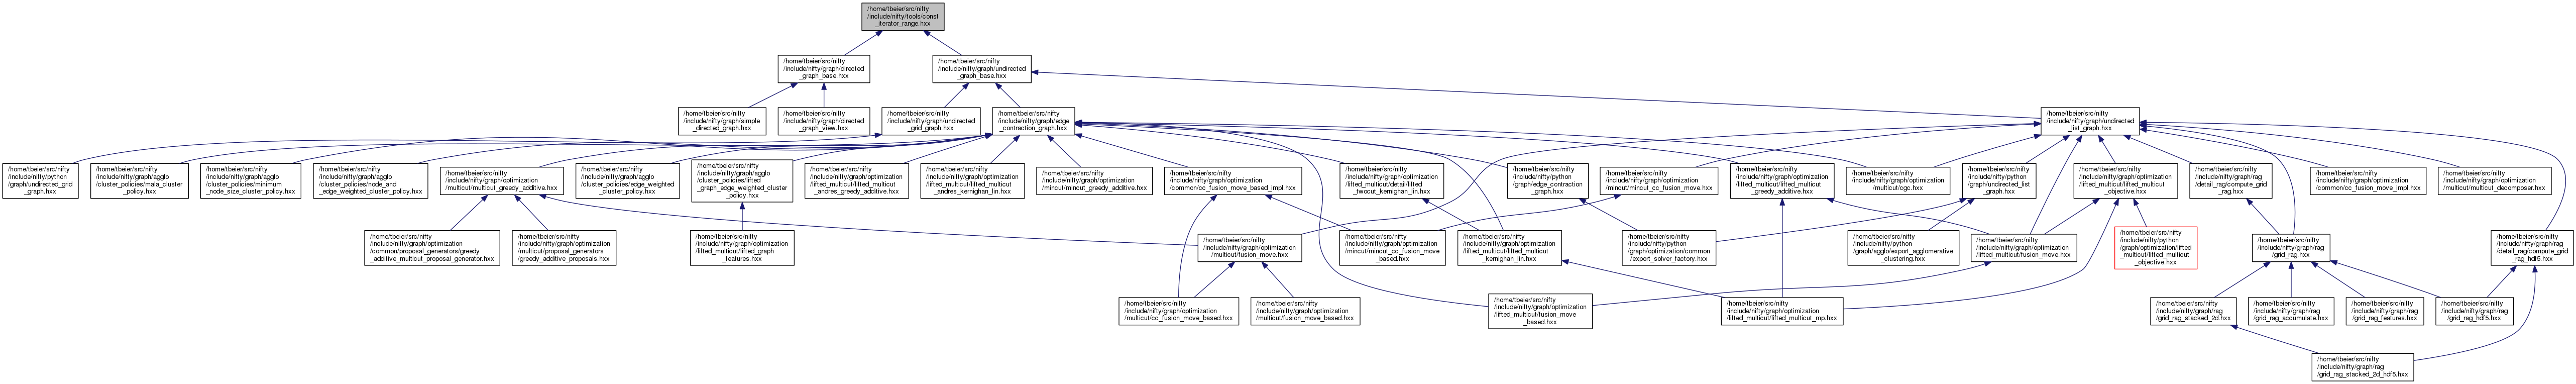 /home/tbeier/src/nifty
/include/nifty/tools/const
_iterator_range.hxx
/home/tbeier/src/nifty
/include/nifty/graph/directed
_graph_base.hxx
/home/tbeier/src/nifty
/include/nifty/graph/undirected
_graph_base.hxx
/home/tbeier/src/nifty
/include/nifty/graph/simple
_directed_graph.hxx
/home/tbeier/src/nifty
/include/nifty/graph/directed
_graph_view.hxx
/home/tbeier/src/nifty
/include/nifty/graph/undirected
_grid_graph.hxx
/home/tbeier/src/nifty
/include/nifty/graph/edge
_contraction_graph.hxx
/home/tbeier/src/nifty
/include/nifty/graph/undirected
_list_graph.hxx
/home/tbeier/src/nifty
/include/nifty/python
/graph/undirected_grid
_graph.hxx
/home/tbeier/src/nifty
/include/nifty/graph/agglo
/cluster_policies/mala_cluster
_policy.hxx
/home/tbeier/src/nifty
/include/nifty/graph/agglo
/cluster_policies/minimum
_node_size_cluster_policy.hxx
/home/tbeier/src/nifty
/include/nifty/graph/agglo
/cluster_policies/node_and
_edge_weighted_cluster_policy.hxx
/home/tbeier/src/nifty
/include/nifty/graph/optimization
/multicut/multicut_greedy_additive.hxx
/home/tbeier/src/nifty
/include/nifty/graph/agglo
/cluster_policies/edge_weighted
_cluster_policy.hxx
/home/tbeier/src/nifty
/include/nifty/graph/agglo
/cluster_policies/lifted
_graph_edge_weighted_cluster
_policy.hxx
/home/tbeier/src/nifty
/include/nifty/graph/optimization
/lifted_multicut/lifted_multicut
_andres_greedy_additive.hxx
/home/tbeier/src/nifty
/include/nifty/graph/optimization
/lifted_multicut/lifted_multicut
_andres_kernighan_lin.hxx
/home/tbeier/src/nifty
/include/nifty/graph/optimization
/mincut/mincut_greedy_additive.hxx
/home/tbeier/src/nifty
/include/nifty/graph/optimization
/common/cc_fusion_move_based_impl.hxx
/home/tbeier/src/nifty
/include/nifty/graph/optimization
/lifted_multicut/detail/lifted
_twocut_kernighan_lin.hxx
/home/tbeier/src/nifty
/include/nifty/python
/graph/edge_contraction
_graph.hxx
/home/tbeier/src/nifty
/include/nifty/graph/optimization
/mincut/mincut_cc_fusion_move.hxx
/home/tbeier/src/nifty
/include/nifty/graph/optimization
/lifted_multicut/lifted_multicut
_greedy_additive.hxx
/home/tbeier/src/nifty
/include/nifty/graph/optimization
/multicut/cgc.hxx
/home/tbeier/src/nifty
/include/nifty/python
/graph/undirected_list
_graph.hxx
/home/tbeier/src/nifty
/include/nifty/graph/optimization
/lifted_multicut/lifted_multicut
_objective.hxx
/home/tbeier/src/nifty
/include/nifty/graph/rag
/detail_rag/compute_grid
_rag.hxx
/home/tbeier/src/nifty
/include/nifty/graph/optimization
/common/cc_fusion_move_impl.hxx
/home/tbeier/src/nifty
/include/nifty/graph/optimization
/multicut/multicut_decomposer.hxx
/home/tbeier/src/nifty
/include/nifty/graph/optimization
/common/proposal_generators/greedy
_additive_multicut_proposal_generator.hxx
/home/tbeier/src/nifty
/include/nifty/graph/optimization
/multicut/proposal_generators
/greedy_additive_proposals.hxx
/home/tbeier/src/nifty
/include/nifty/graph/optimization
/lifted_multicut/lifted_graph
_features.hxx
/home/tbeier/src/nifty
/include/nifty/graph/optimization
/multicut/fusion_move.hxx
/home/tbeier/src/nifty
/include/nifty/graph/optimization
/mincut/mincut_cc_fusion_move
_based.hxx
/home/tbeier/src/nifty
/include/nifty/graph/optimization
/lifted_multicut/lifted_multicut
_kernighan_lin.hxx
/home/tbeier/src/nifty
/include/nifty/python
/graph/optimization/common
/export_solver_factory.hxx
/home/tbeier/src/nifty
/include/nifty/python
/graph/agglo/export_agglomerative
_clustering.hxx
/home/tbeier/src/nifty
/include/nifty/graph/optimization
/lifted_multicut/fusion_move.hxx
/home/tbeier/src/nifty
/include/nifty/python
/graph/optimization/lifted
_multicut/lifted_multicut
_objective.hxx
/home/tbeier/src/nifty
/include/nifty/graph/rag
/grid_rag.hxx
/home/tbeier/src/nifty
/include/nifty/graph/rag
/detail_rag/compute_grid
_rag_hdf5.hxx
/home/tbeier/src/nifty
/include/nifty/graph/optimization
/multicut/cc_fusion_move_based.hxx
/home/tbeier/src/nifty
/include/nifty/graph/optimization
/multicut/fusion_move_based.hxx
/home/tbeier/src/nifty
/include/nifty/graph/optimization
/lifted_multicut/fusion_move
_based.hxx
/home/tbeier/src/nifty
/include/nifty/graph/optimization
/lifted_multicut/lifted_multicut_mp.hxx
/home/tbeier/src/nifty
/include/nifty/graph/rag
/grid_rag_stacked_2d.hxx
/home/tbeier/src/nifty
/include/nifty/graph/rag
/grid_rag_accumulate.hxx
/home/tbeier/src/nifty
/include/nifty/graph/rag
/grid_rag_features.hxx
/home/tbeier/src/nifty
/include/nifty/graph/rag
/grid_rag_hdf5.hxx
/home/tbeier/src/nifty
/include/nifty/graph/rag
/grid_rag_stacked_2d_hdf5.hxx